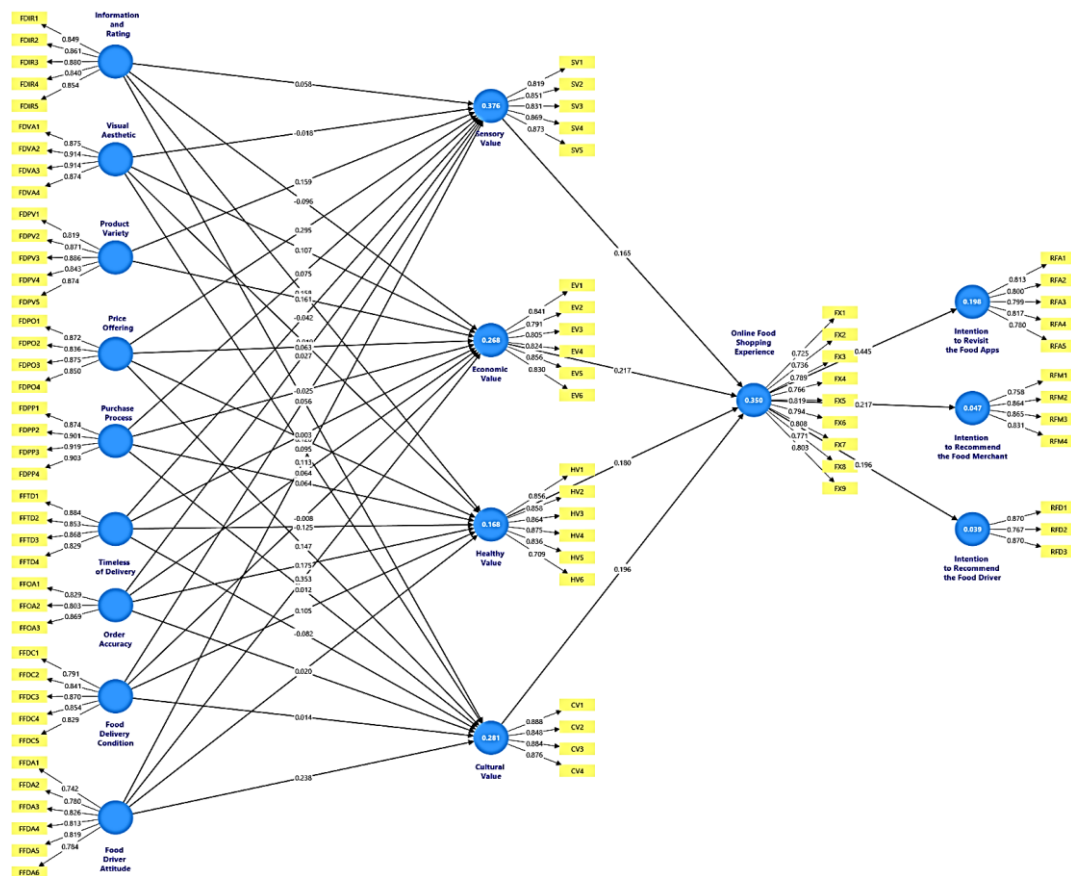 Information
and
Rating
FDIR1
FDIR2
FDIR3
FDIR4
FDIR5
0.849
0.861
0.880
0.840
0.854
Visual
Aesthetic
FDVA1
FDVA2
FDVA3
FDVA4
0.875
0.914
0.914
0.874
Product
Variety
FDPV1
FDPV2
FDPV3
FDPV4
FDPV5
0.819
0.871
0.886
0.843
0.874
Price
Offering
FDPO1
FDPO2
FDPO3
FDPO4
0.872
0.836
0.875
0.850
Purchase
Process
FDPP1
FDPP2
FDPP3
FDPP4
0.874
0.901
0.919
0.903
FFTD1
FFTD2
FFTD3
FFTD4
0.884
0.853
0.868
0.829
Timeless
of Delivery
FFOA1
FFOA2
FFOA3
0.829
0.803
0.869
Order
Accuracy
FFDC1
FFDC2
FFDC3
FFDC4
FFDC5
0.791
0.841
0.870
0.854
0.829
Food
Delivery
Condition
FFDA1
FFDA2
FFDA3
FFDA4
FFDA5
FFDA6
0.742
0.780
0.826
0.813
0.819
0.784
Food
Driver
Attitude
0.058
-0.018
0.159
-0.096
0.295
0.107
0.075
0.161
-0.042
0.063
0.027
-0.025
0.056
0.003
0.095
0.113
0.064
0.064
-0.008
-0.125
0.147
0.175
0.353
0.012
0.105
-0.082
0.020
0.014
0.238
0.376
Sensory
Value
SV1
SV2
SV3
SV4
SV5
0.819
0.851
0.831
0.869
0.873
0.268
Economic
Value
EV1
EV2
EV3
EV4
EV5
EV6
0.841
0.791
0.805
0.824
0.856
0.830
0.168
Healthy
Value
HV1
HV2
HV3
HV4
HV5
HV6
0.856
0.858
0.864
0.875
0.836
0.709
0.281
Cultural
Value
CV1
CV2
CV3
CV4
0.888
0.848
0.884
0.876
0.165
0.217
0.180
0.196
Online Food
Shopping
Experience
0.350
FX1
FX2
FX3
FX4
FX5
FX6
FX7
FX8
FX9
0.725
0.736
0.789
0.766
0.819
0.794
0.808
0.771
0.803
0.445
0.217
0.196
0.198
Intention
to Revisit
the Food Apps
RFA1
RFA2
RFA3
RFA4
RFA5
0.813
0.800
0.799
0.817
0.780
0.047
Intention
to Recommend
the Food Merchant
RFM1
RFM2
RFM3
RFM4
0.758
0.864
0.865
0.831
0.039
Intention
to Recommend
the Food Driver
RFD1
RFD2
RFD3
0.870
0.767
0.870